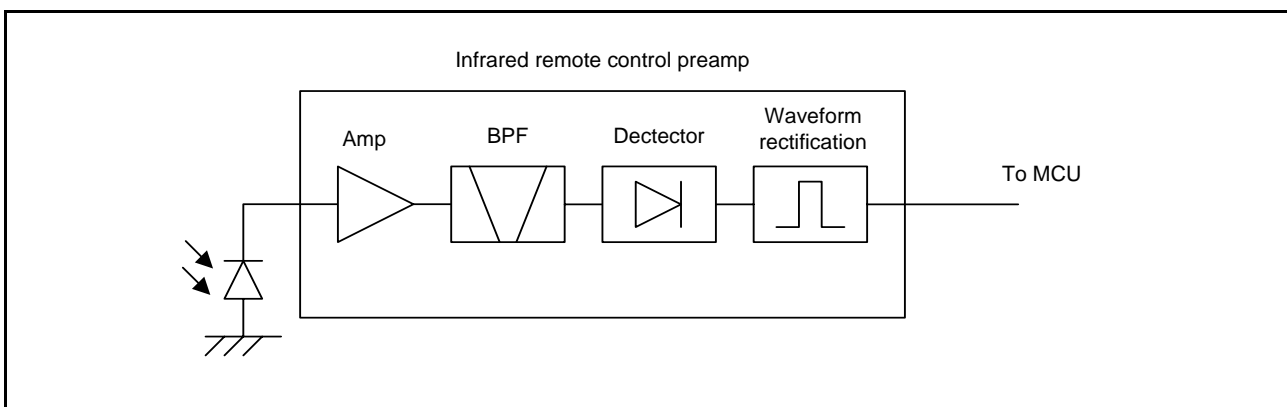 Infrared remote control preamp
Amp
BPF
Dectector
Waveform
rectification
To MCU